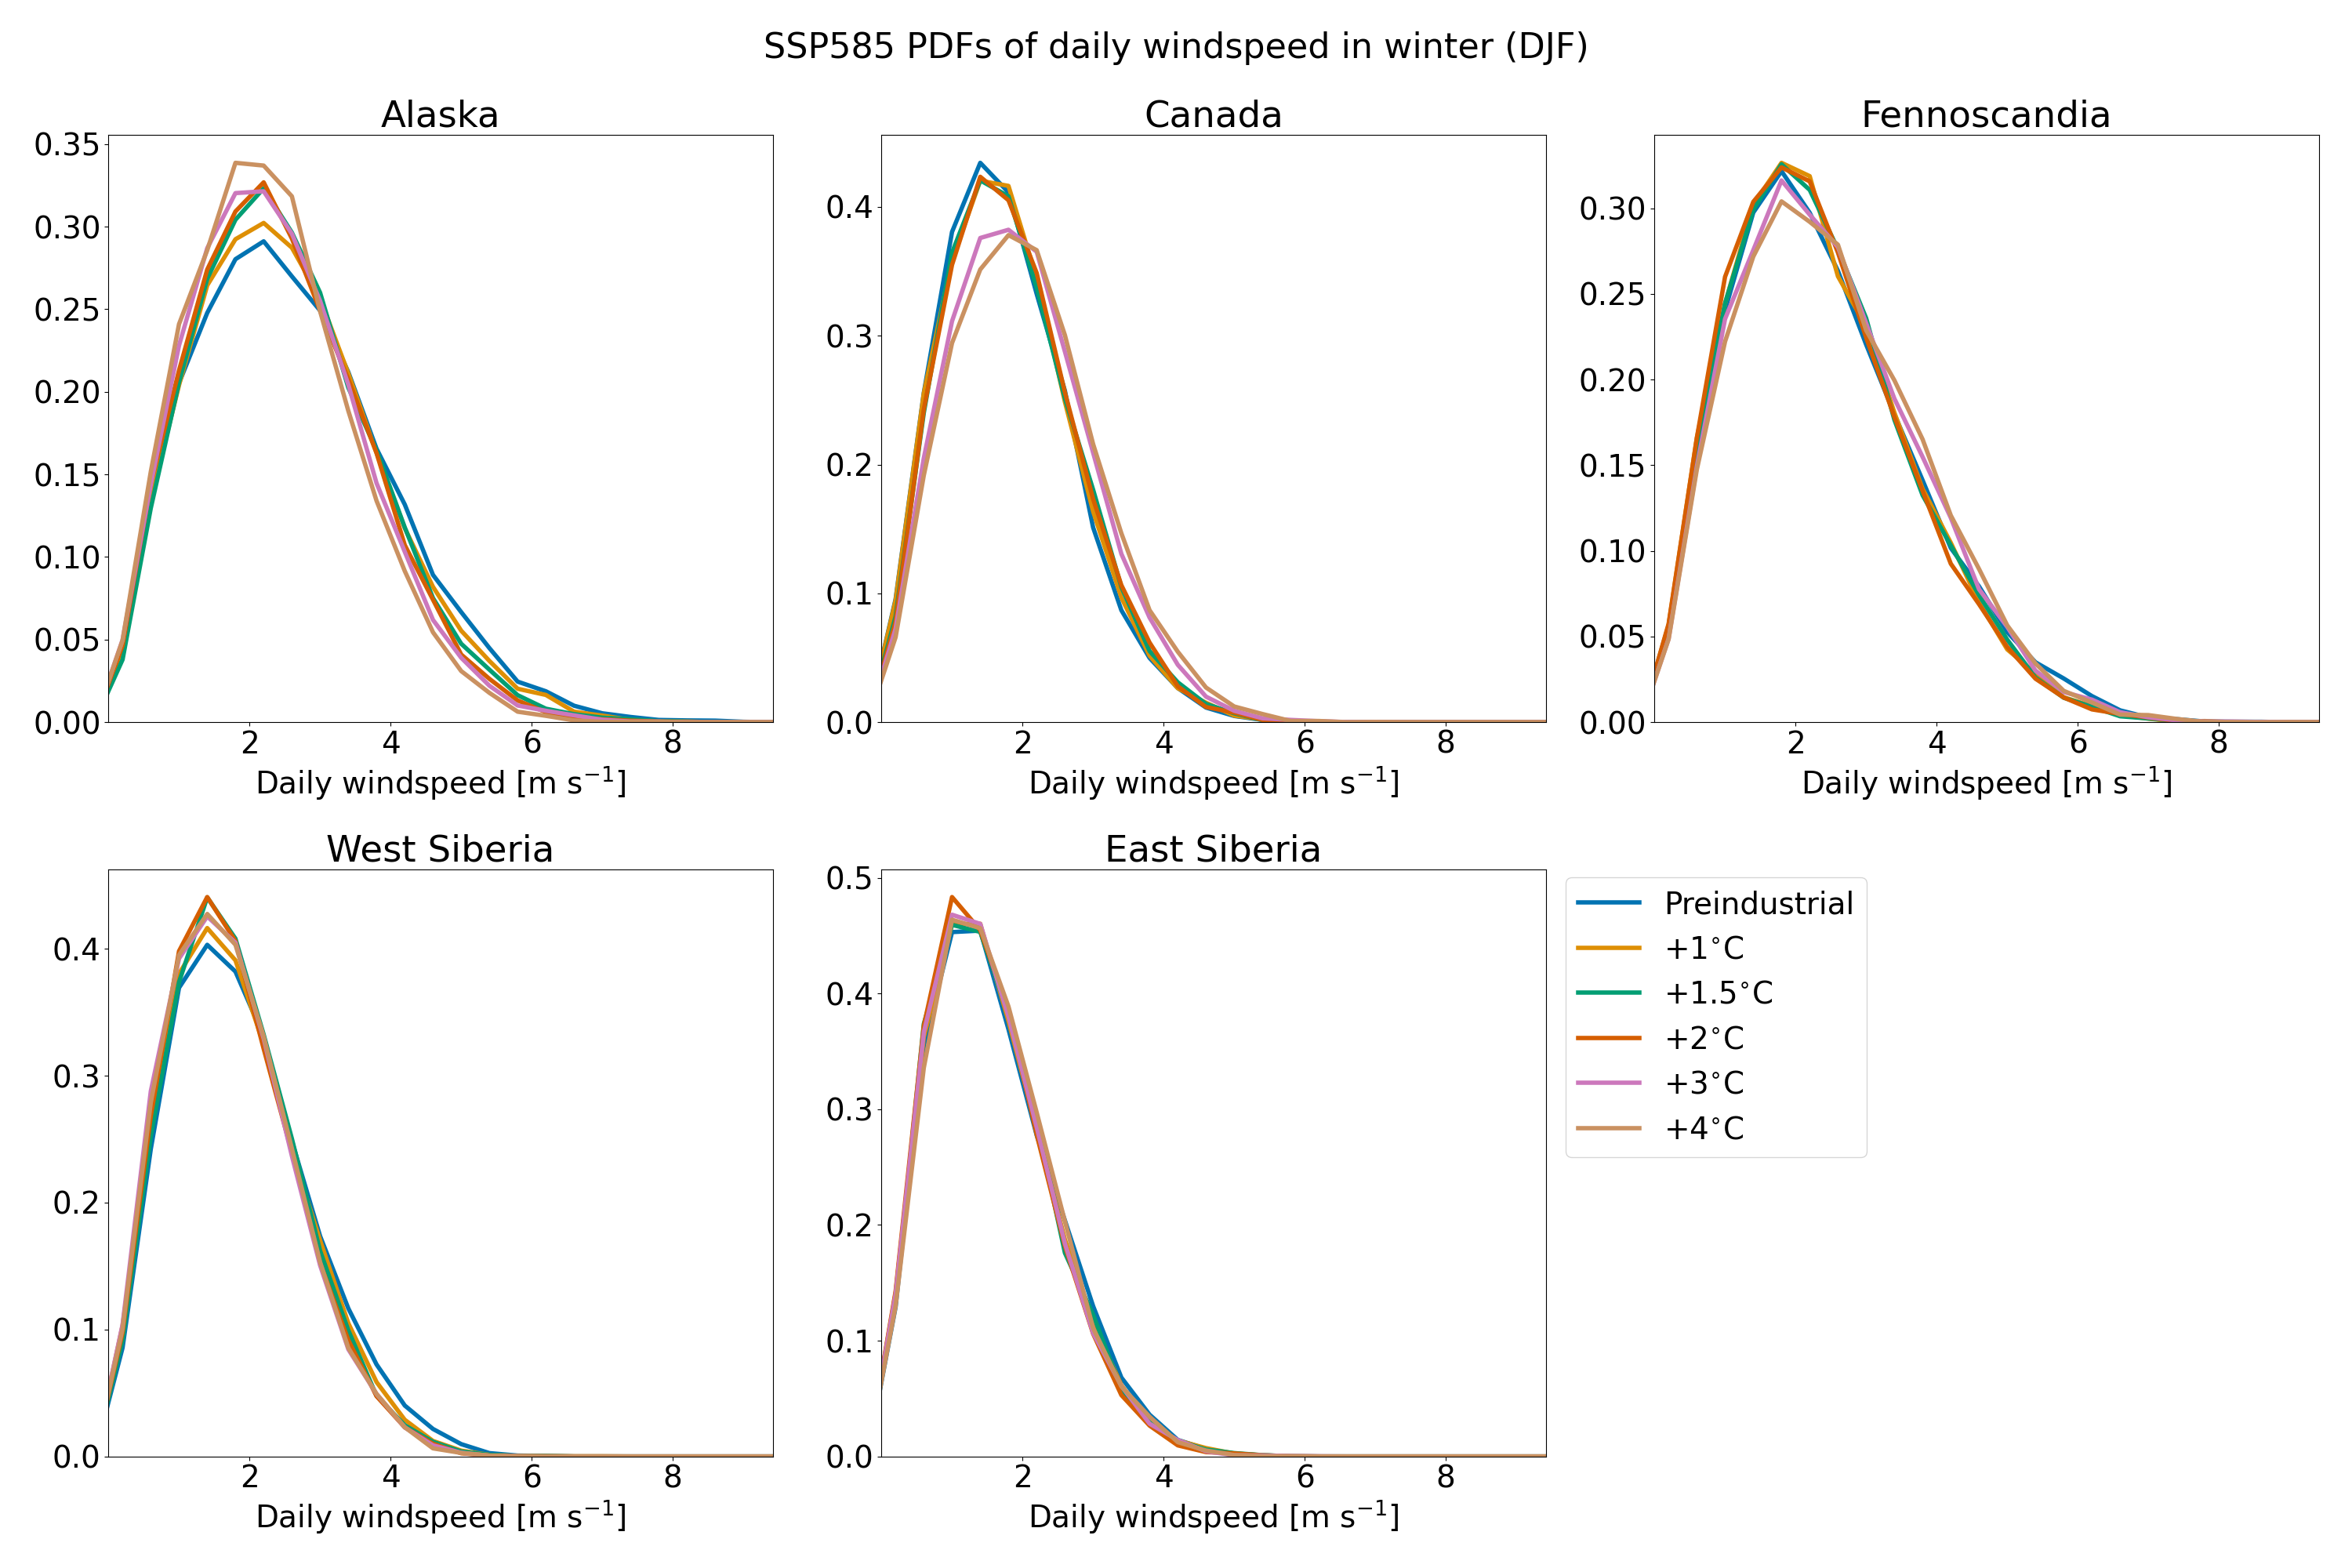 SSP585 PDFs of daily windspeed in winter (DJF)
Alaska
0.35
0.30
0.25
0.20
0.15
0.10
0.05
0.00
2 4 6 8
Daily windspeed [m s⁻¹]
Canada
0.4
0.3
0.2
0.1
0.0
2 4 6 8
Daily windspeed [m s⁻¹]
Fennoscandia
0.30
0.25
0.20
0.15
0.10
0.05
0.00
2 4 6 8
Daily windspeed [m s⁻¹]
West Siberia
0.4
0.3
0.2
0.1
0.0
2 4 6 8
Daily windspeed [m s⁻¹]
East Siberia
0.5
0.4
0.3
0.2
0.1
0.0
2 4 6 8
Daily windspeed [m s⁻¹]
Preindustrial
+1°C
+1.5°C
+2°C
+3°C
+4°C